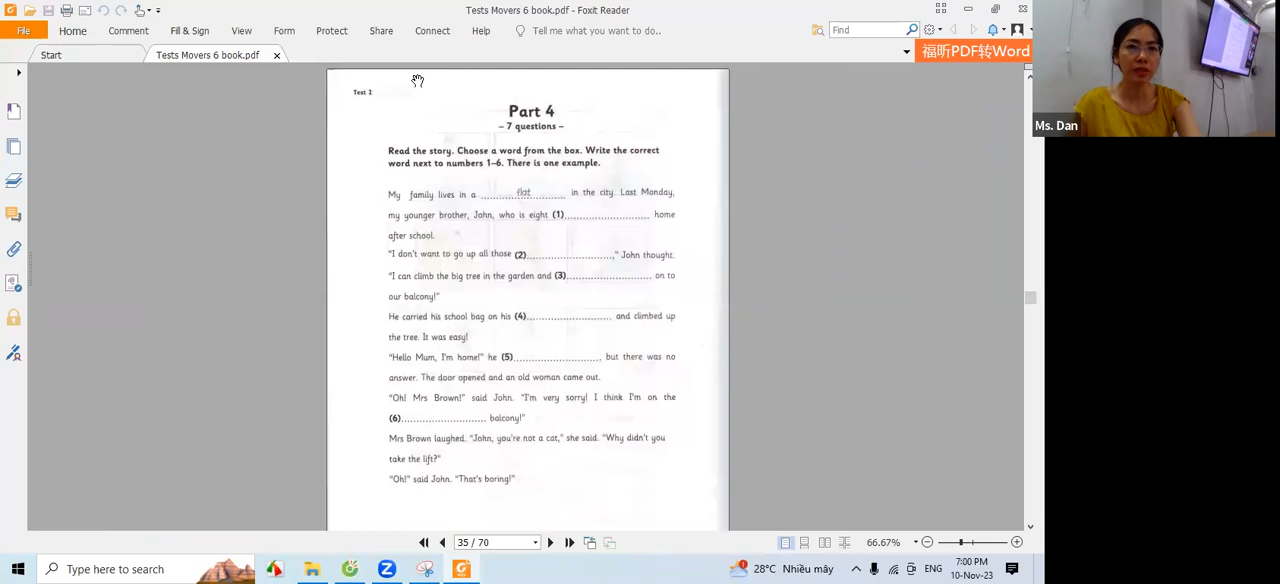 Tests Movers 6 book.pdf - Foxit Reader
File Home Comment Fill & Sign View Form Protect Share Connect Help Tell me what you want to do.. Find
Start Tests Movers 6 book.pdf
福昕PDF转Word
Ms. Dan
Test 2
Part 4
– 7 questions –
Read the story. Choose a word from the box. Write the correct
word next to numbers 1–6. There is one example.
My family lives in a ........flat........ in the city. Last Monday,
my younger brother, John, who is eight (1)........................ home
after school.
"I don't want to go up all those (2)........................," John thought.
"I can climb the big tree in the garden and (3)........................ on to
our balcony!"
He carried his school bag on his (4)........................ and climbed up
the tree. It was easy!
"Hello Mum, I'm home!" he (5)........................, but there was no
answer. The door opened and an old woman came out.
"Oh! Mrs Brown!" said John. "I'm very sorry! I think I'm on the
(6)........................ balcony!"
Mrs Brown laughed. "John, you're not a cat," she said. "Why didn't you
take the lift?"
"Oh!" said John. "That's boring!"
35 / 70
66.67%
Type here to search
28°C Nhiều mây
ENG
7:00 PM
10-Nov-23